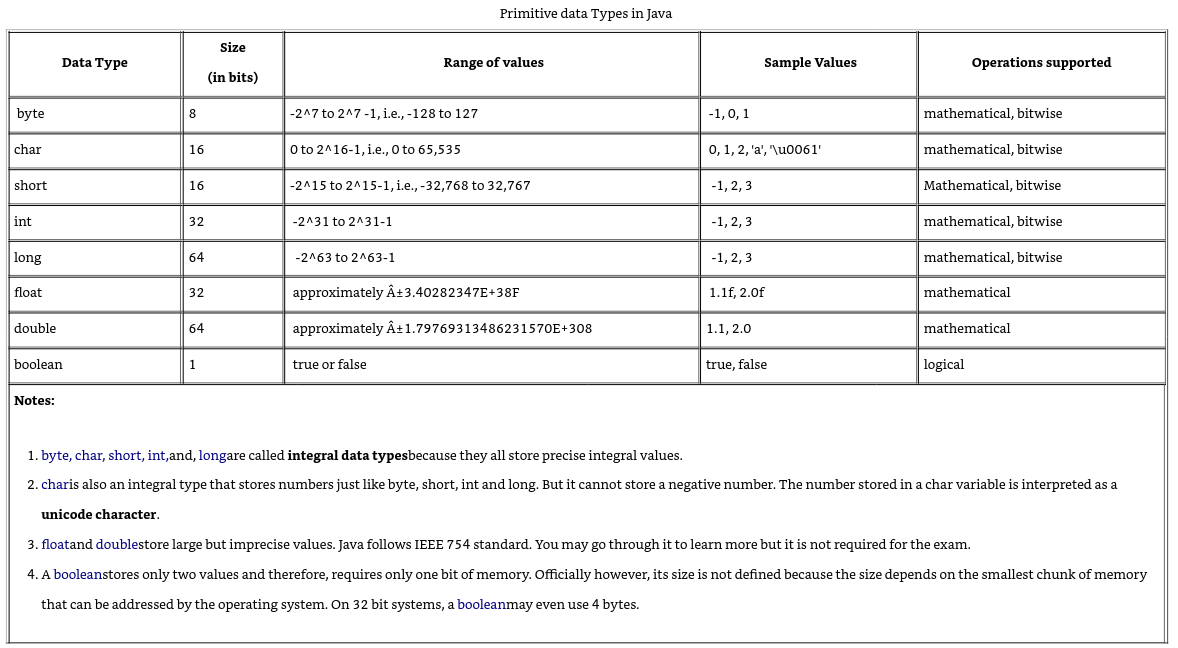 Primitive data Types in Java
Data Type Size (in bits) Range of values Sample Values Operations supported
byte 8 -2^7 to 2^7 -1, i.e., -128 to 127 -1, 0, 1 mathematical, bitwise
char 16 0 to 2^16-1, i.e., 0 to 65,535 0, 1, 2, 'a', '\u0061' mathematical, bitwise
short 16 -2^15 to 2^15-1, i.e., -32,768 to 32,767 -1, 2, 3 Mathematical, bitwise
int 32 -2^31 to 2^31-1 -1, 2, 3 mathematical, bitwise
long 64 -2^63 to 2^63-1 -1, 2, 3 mathematical, bitwise
float 32 approximately Â±3.40282347E+38F 1.1f, 2.0f mathematical
double 64 approximately Â±1.79769313486231570E+308 1.1, 2.0 mathematical
boolean 1 true or false true, false logical
Notes:
1. byte, char, short, int,and, longare called integral data typesbecause they all store precise integral values.
2. charis also an integral type that stores numbers just like byte, short, int and long. But it cannot store a negative number. The number stored in a char variable is interpreted as a
unicode character.
3. floatand doublestore large but imprecise values. Java follows IEEE 754 standard. You may go through it to learn more but it is not required for the exam.
4. A booleanstores only two values and therefore, requires only one bit of memory. Officially however, its size is not defined because the size depends on the smallest chunk of memory
that can be addressed by the operating system. On 32 bit systems, a booleanmay even use 4 bytes.